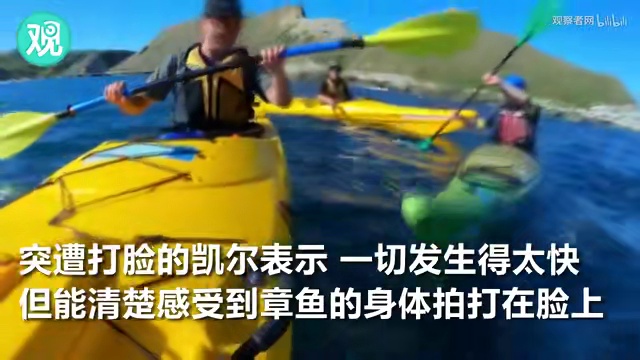 观
观察者网 bilibili
突遭打脸的凯尔表示 一切发生得太快
但能清楚感受到章鱼的身体拍打在脸上